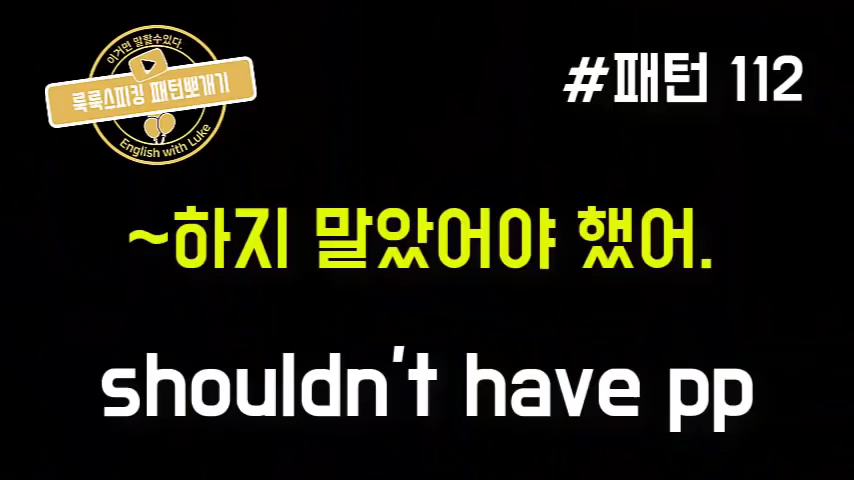 이거면 말할수있다.
룩룩스피킹 패턴뽀개기
English with Luke
#패턴 112
~하지 말았어야 했어.
shouldn't have pp